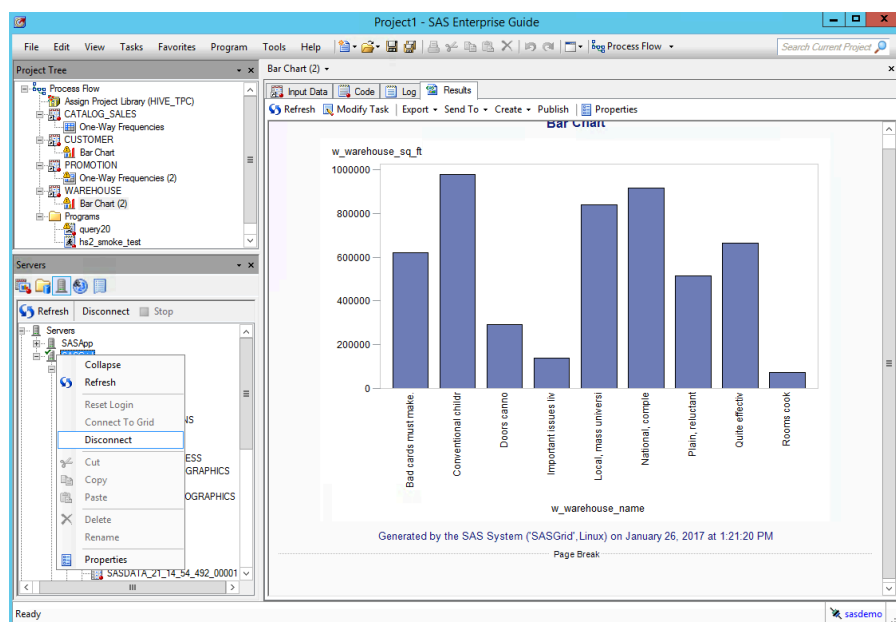 Project1 - SAS Enterprise Guide
File Edit View Tasks Favorites Program Tools Help Process Flow Search Current Project
Project Tree
Process Flow
Assign Project Library (HIVE_TPC)
CATALOG_SALES
One-Way Frequencies
CUSTOMER
Bar Chart
PROMOTION
One-Way Frequencies (2)
WAREHOUSE
Bar Chart (2)
Programs
query20
hs2_smoke_test
Servers
Refresh Disconnect Stop
Servers
SASApp
Collapse
Refresh
Reset Login
Connect To Grid
Disconnect
Cut
Copy
Paste
Delete
Rename
Properties
NS
ESS
GRAPHICS
OGRAPHICS
SASDATA_21_14_54_492_00001
Bar Chart (2)
Input Data Code Log Results
Refresh Modify Task Export Send To Create Publish Properties
Bar Chart
w_warehouse_sq_ft
1000000
800000
600000
400000
200000
0
Bad cards must make.
Conventional childr
Doors canno
Important issues liv
Local, mass universi
National, comple
Plain, reluctant
Quite effectiv
Rooms cook
w_warehouse_name
Generated by the SAS System ('SASGrid', Linux) on January 26, 2017 at 1:21:20 PM
Page Break
Ready
sasdemo